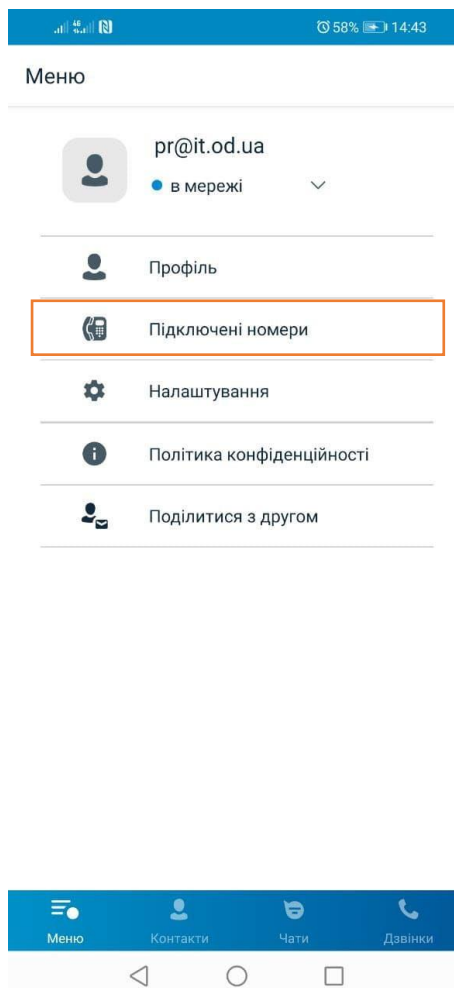 58% 14:43
Меню
pr@it.od.ua
в мережі
Профіль
Підключені номери
Налаштування
Політика конфіденційності
Поділитися з другом
Меню Контакти Чати Дзвінки